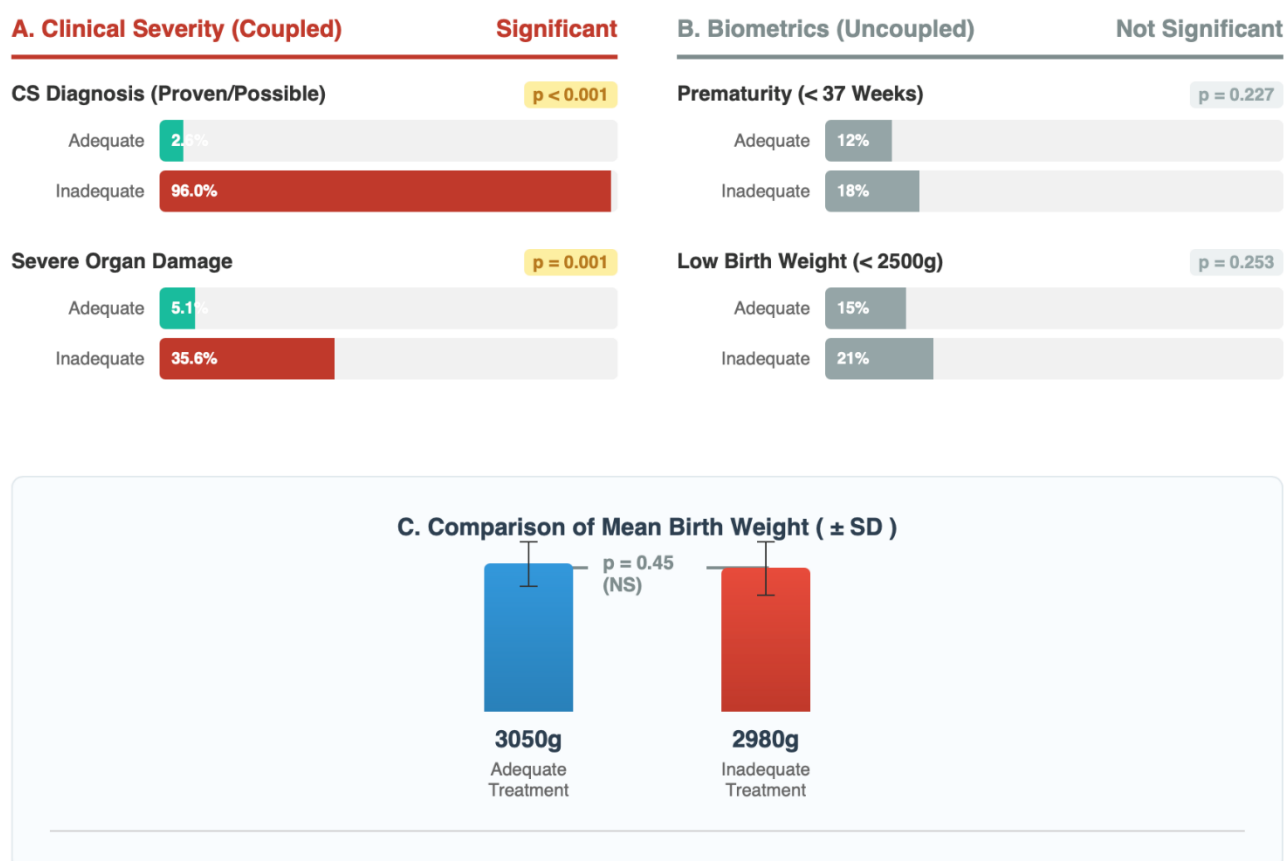 A. Clinical Severity (Coupled) Significant
CS Diagnosis (Proven/Possible) p < 0.001
Adequate
Inadequate 96.0%
Severe Organ Damage p = 0.001
Adequate 5.1%
Inadequate 35.6%
B. Biometrics (Uncoupled) Not Significant
Prematurity (< 37 Weeks) p = 0.227
Adequate 12%
Inadequate 18%
Low Birth Weight (< 2500g) p = 0.253
Adequate 15%
Inadequate 21%
C. Comparison of Mean Birth Weight ( ± SD )
p = 0.45
(NS)
3050g
Adequate
Treatment
2980g
Inadequate
Treatment